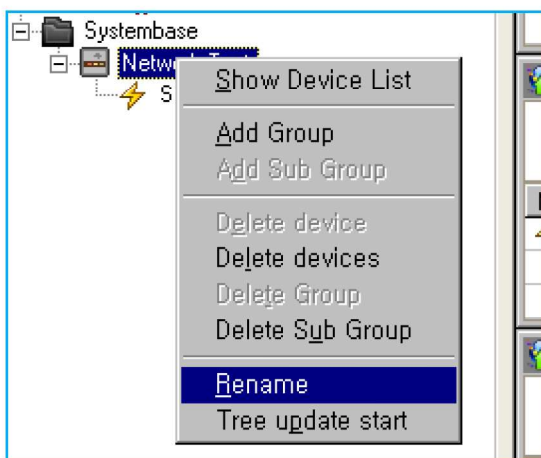 Systembase
Show Device List
Add Group
Add Sub Group
Delete device
Delete devices
Delete Group
Delete Sub Group
Rename
Tree update start